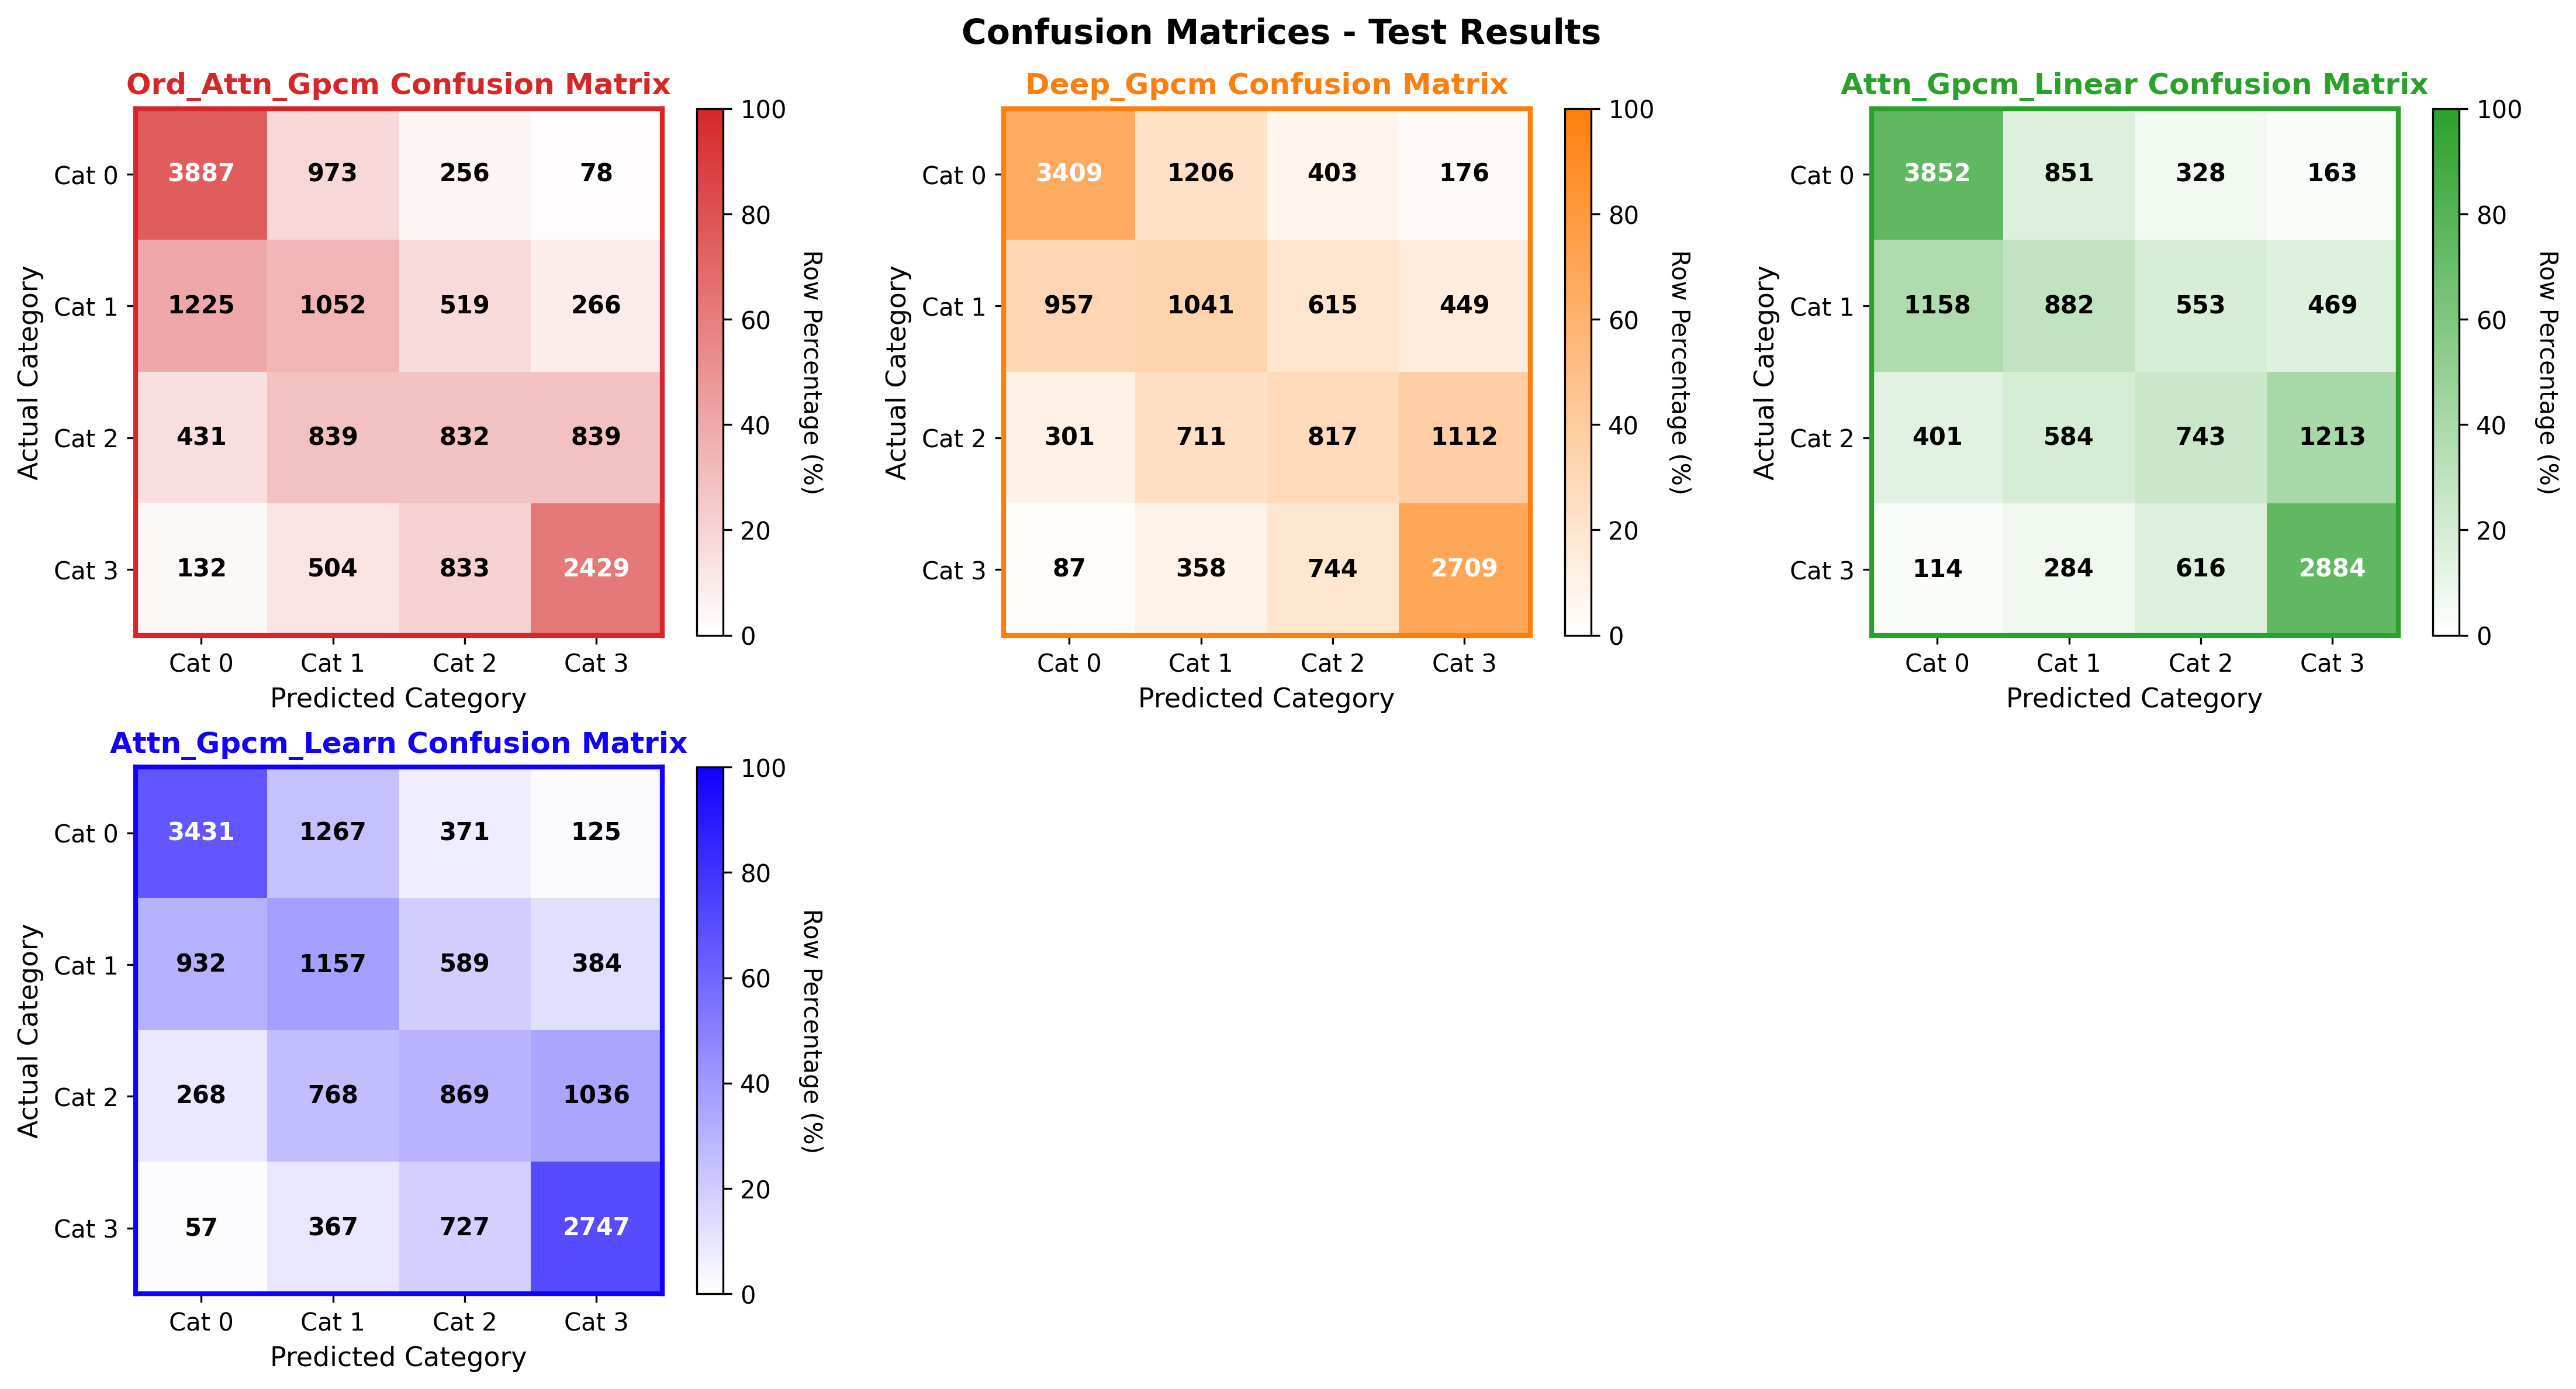 Confusion Matrices - Test Results
Ord_Attn_Gpcm Confusion Matrix
Actual Category
Cat 0 3887 973 256 78
Cat 1 1225 1052 519 266
Cat 2 431 839 832 839
Cat 3 132 504 833 2429
Cat 0 Cat 1 Cat 2 Cat 3
Predicted Category
100
80
60
40
20
0
Row Percentage (%)
Deep_Gpcm Confusion Matrix
Actual Category
Cat 0 3409 1206 403 176
Cat 1 957 1041 615 449
Cat 2 301 711 817 1112
Cat 3 87 358 744 2709
Cat 0 Cat 1 Cat 2 Cat 3
Predicted Category
100
80
60
40
20
0
Row Percentage (%)
Attn_Gpcm_Linear Confusion Matrix
Actual Category
Cat 0 3852 851 328 163
Cat 1 1158 882 553 469
Cat 2 401 584 743 1213
Cat 3 114 284 616 2884
Cat 0 Cat 1 Cat 2 Cat 3
Predicted Category
100
80
60
40
20
0
Row Percentage (%)
Attn_Gpcm_Learn Confusion Matrix
Actual Category
Cat 0 3431 1267 371 125
Cat 1 932 1157 589 384
Cat 2 268 768 869 1036
Cat 3 57 367 727 2747
Cat 0 Cat 1 Cat 2 Cat 3
Predicted Category
100
80
60
40
20
0
Row Percentage (%)